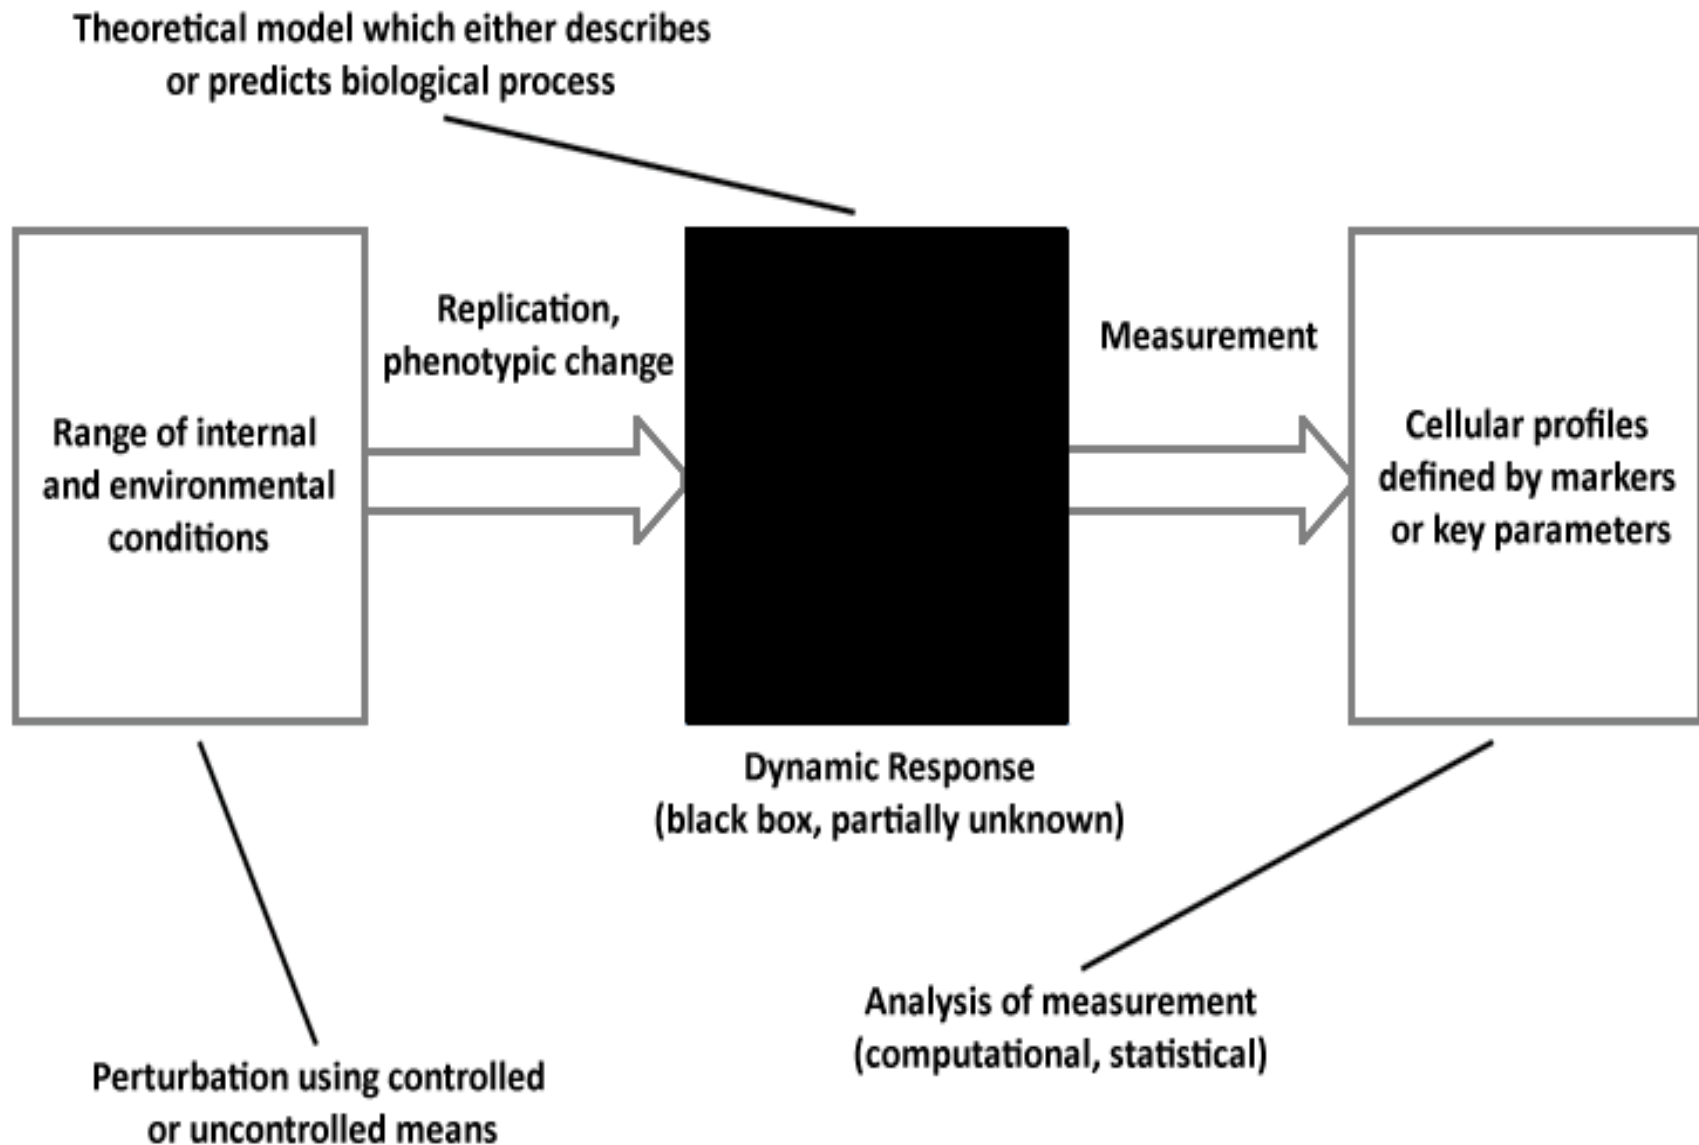 Theoretical model which either describes
or predicts biological process
Replication,
phenotypic change
Measurement
Range of internal
and environmental
conditions
Cellular profiles
defined by markers
or key parameters
Dynamic Response
(black box, partially unknown)
Analysis of measurement
(computational, statistical)
Perturbation using controlled
or uncontrolled means